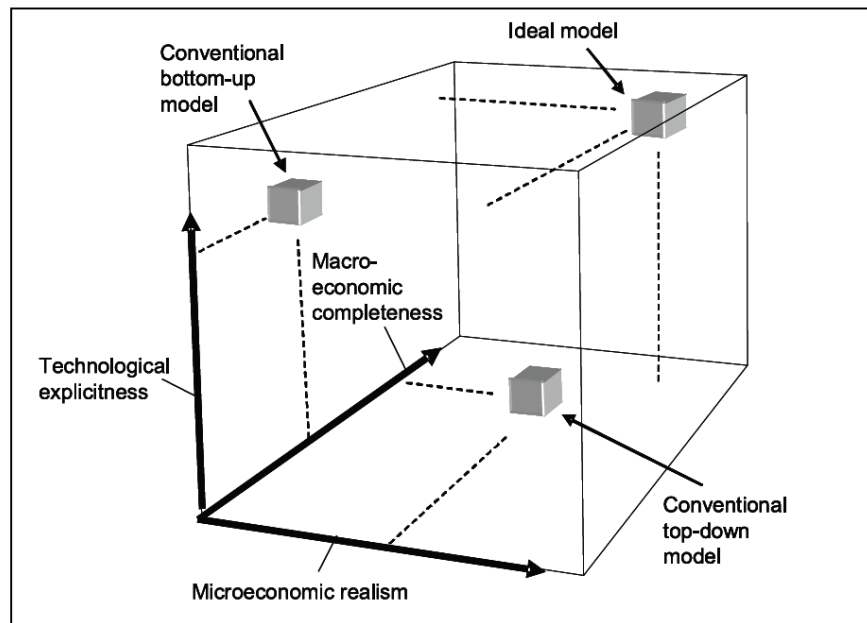 Ideal model
Conventional
bottom-up
model
Macro-
economic
completeness
Technological
explicitness
Conventional
top-down
model
Microeconomic realism